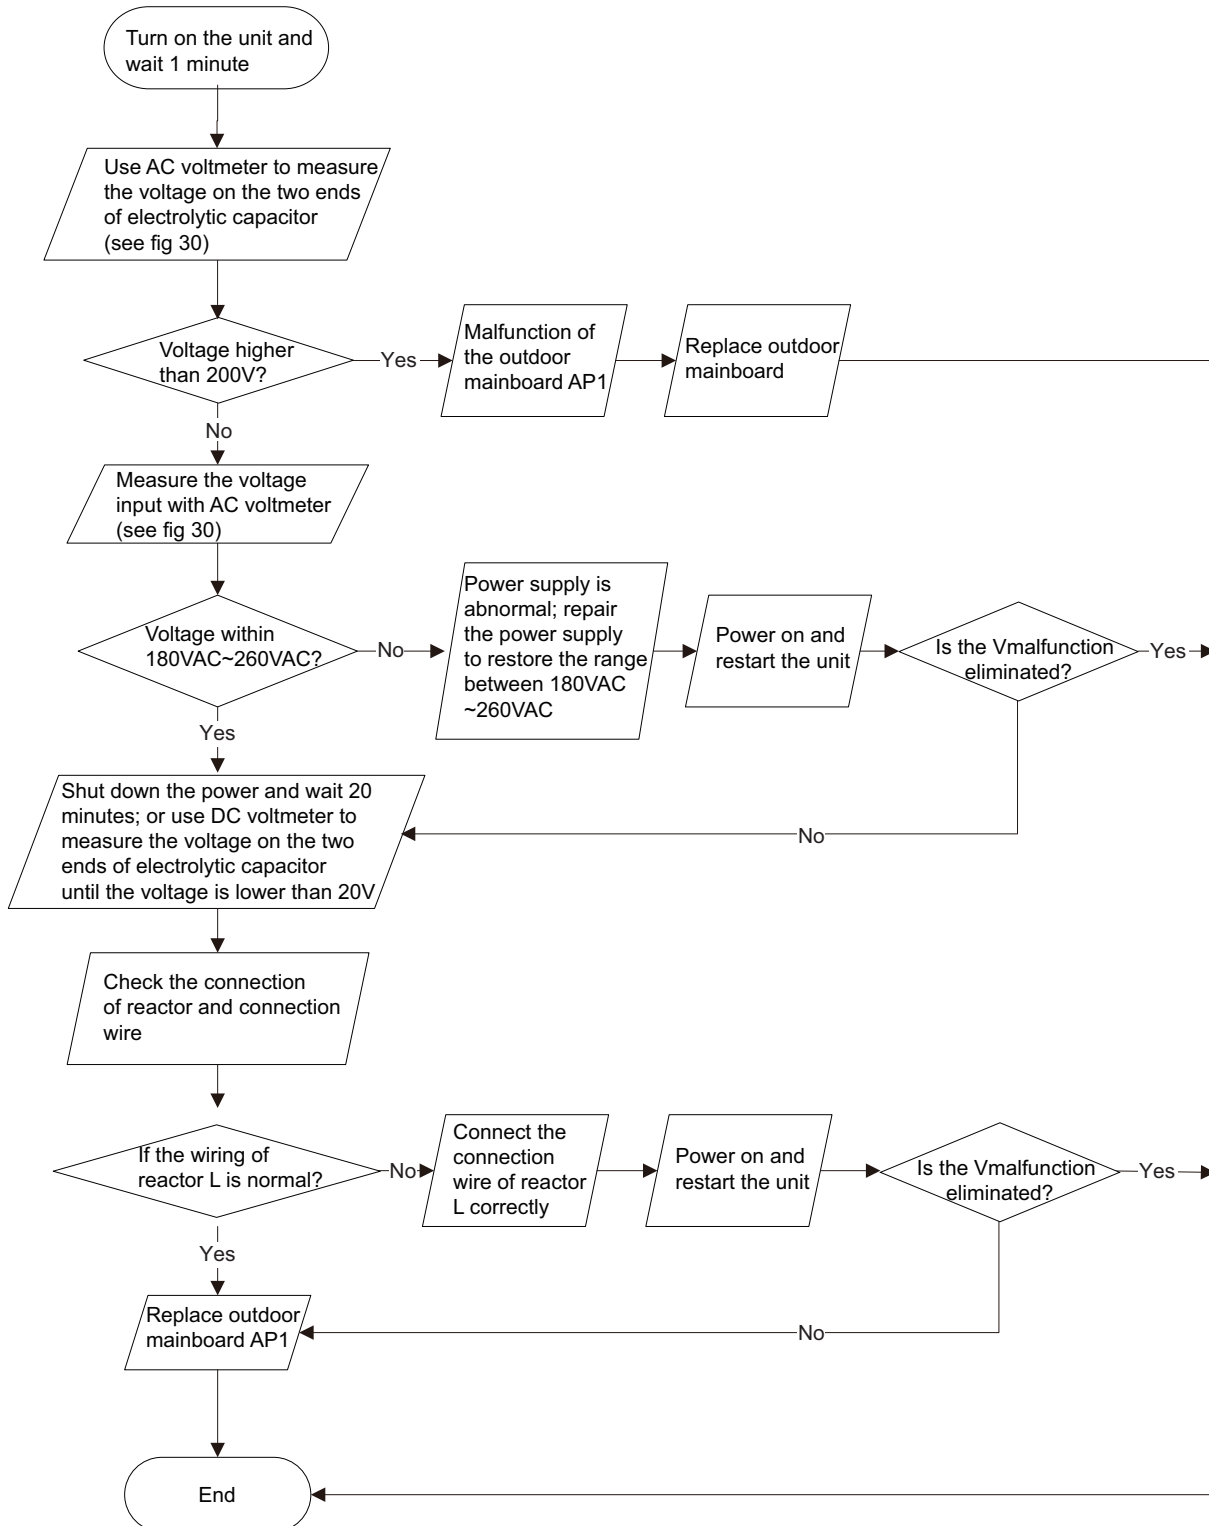 Turn on the unit and
wait 1 minute
Use AC voltmeter to measure
the voltage on the two ends
of electrolytic capacitor
(see fig 30)
Voltage higher
than 200V?
Yes
Malfunction of
the outdoor
mainboard AP1
Replace outdoor
mainboard
No
Measure the voltage
input with AC voltmeter
(see fig 30)
Voltage within
180VAC~260VAC?
No
Power supply is
abnormal; repair
the power supply
to restore the range
between 180VAC
~260VAC
Power on and
restart the unit
Is the Vmalfunction
eliminated?
Yes
Yes
No
Shut down the power and wait 20
minutes; or use DC voltmeter to
measure the voltage on the two
ends of electrolytic capacitor
until the voltage is lower than 20V
Check the connection
of reactor and connection
wire
If the wiring of
reactor L is normal?
No
Connect the
connection
wire of reactor
L correctly
Power on and
restart the unit
Is the Vmalfunction
eliminated?
Yes
Yes
No
Replace outdoor
mainboard AP1
End